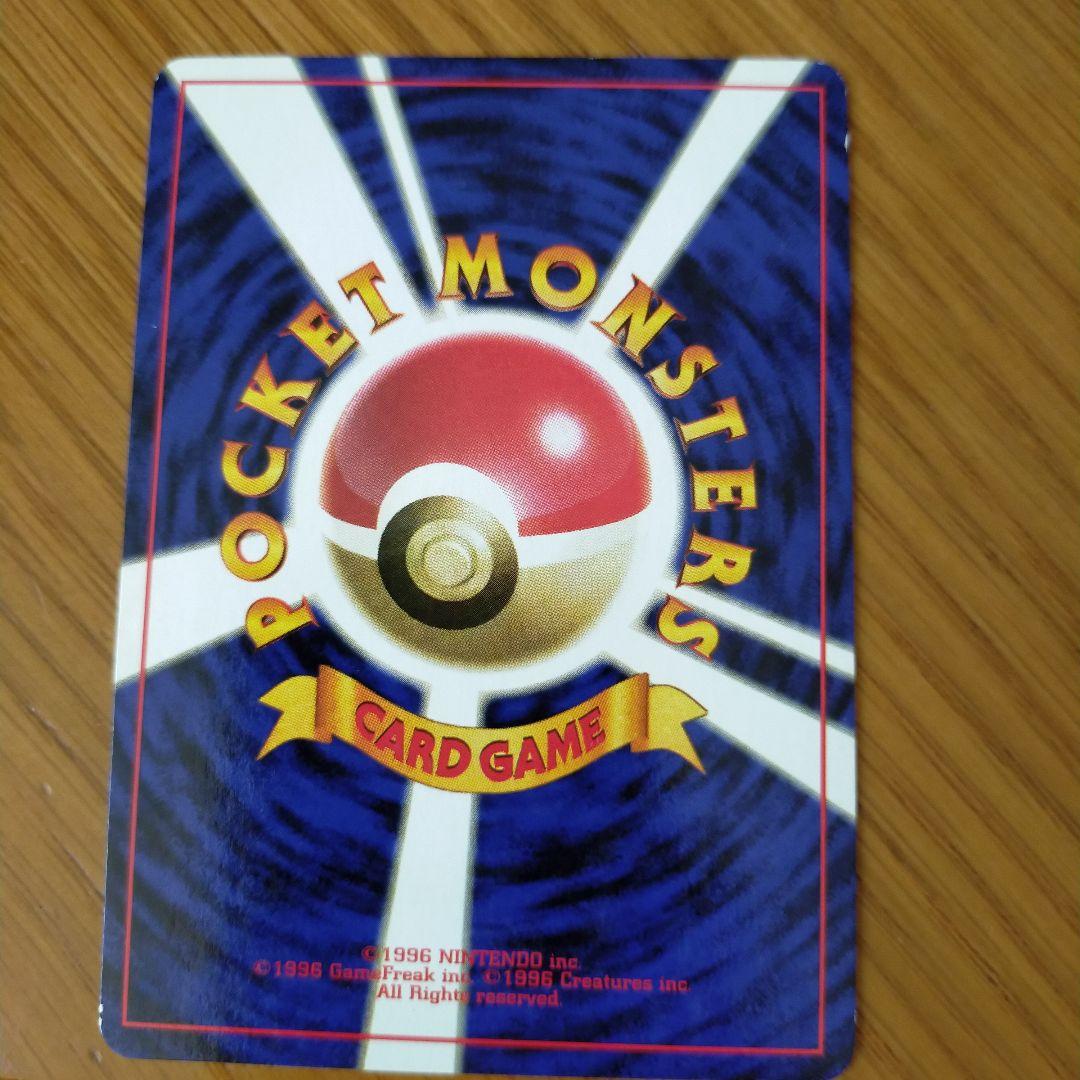 POCKET MONSTERS
CARD GAME
©1996 NINTENDO inc.
©1996 GameFreak inc. ©1996 Creatures inc.
All Rights reserved.